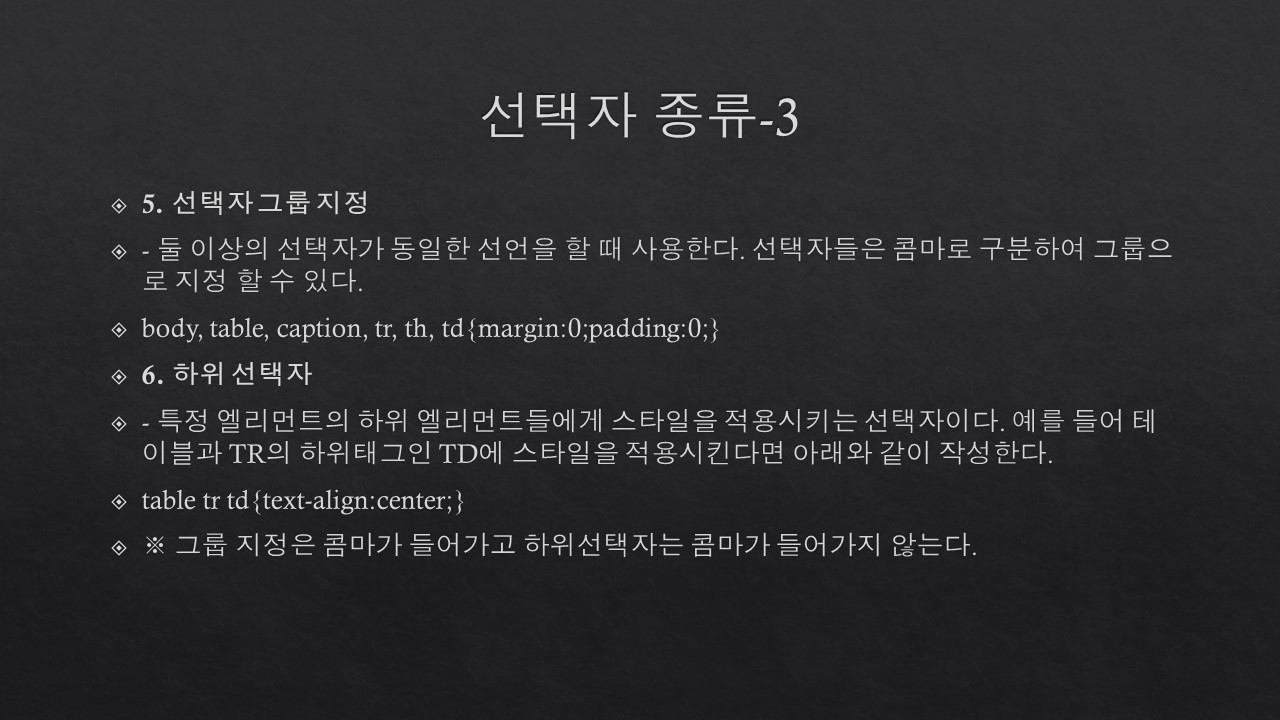 선택자 종류-3
5. 선택자 그룹 지정
- 둘 이상의 선택자가 동일한 선언을 할 때 사용한다. 선택자들은 콤마로 구분하여 그룹으
로 지정 할 수 있다.
body, table, caption, tr, th, td{margin:0;padding:0;}
6. 하위 선택자
- 특정 엘리먼트의 하위 엘리먼트들에게 스타일을 적용시키는 선택자이다. 예를 들어 테
이블과 TR의 하위태그인 TD에 스타일을 적용시킨다면 아래와 같이 작성한다.
table tr td{text-align:center;}
※ 그룹 지정은 콤마가 들어가고 하위선택자는 콤마가 들어가지 않는다.